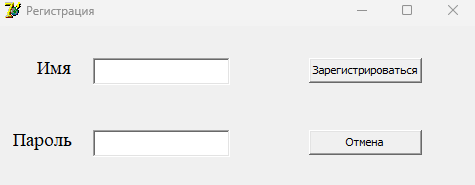 Регистрация
Имя
Зарегистрироваться
Пароль
Отмена